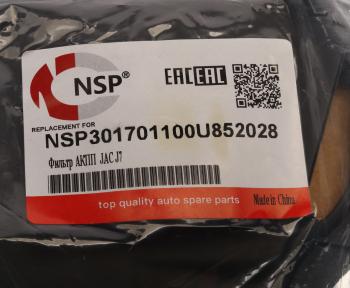 NSP®
EAC EAC
REPLACEMENT FOR
NSP301701100U852028
Фильтр АКПП JAC J7
top quality auto spare parts
Made in China